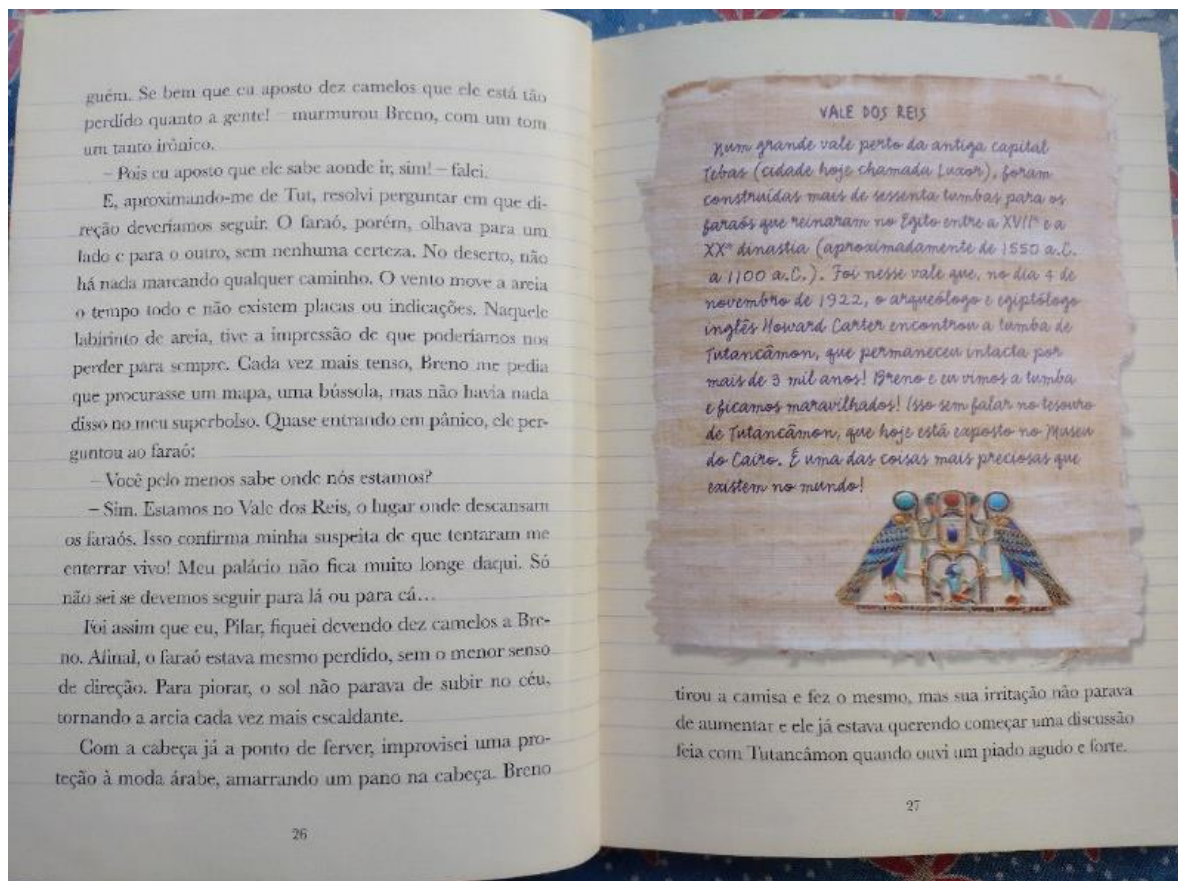 guém. Se bem que eu aposto dez camelos que ele está tão
perdido quanto a gente! – murmurou Breno, com um tom
um tanto irônico.
– Pois eu aposto que ele sabe aonde ir, sim! – falei.
E, aproximando-me de Tut, resolvi perguntar em que di-
reção deveríamos seguir. O faraó, porém, olhava para um
lado e para o outro, sem nenhuma certeza. No deserto, não
há nada marcando qualquer caminho. O vento move a areia
o tempo todo e não existem placas ou indicações. Naquele
labirinto de areia, tive a impressão de que poderíamos nos
perder para sempre. Cada vez mais tenso, Breno me pedia
que procurasse um mapa, uma bússola, mas não havia nada
disso no meu superbolso. Quase entrando em pânico, ele per-
guntou ao faraó:
– Você pelo menos sabe onde nós estamos?
– Sim. Estamos no Vale dos Reis, o lugar onde descansam
os faraós. Isso confirma minha suspeita de que tentaram me
enterrar vivo! Meu palácio não fica muito longe daqui. Só
não sei se devemos seguir para lá ou para cá…
Foi assim que eu, Pilar, fiquei devendo dez camelos a Bre-
no. Afinal, o faraó estava mesmo perdido, sem o menor senso
de direção. Para piorar, o sol não parava de subir no céu,
tornando a areia cada vez mais escaldante.
Com a cabeça já a ponto de ferver, improvisei uma pro-
teção à moda árabe, amarrando um pano na cabeça. Breno
26
VALE DOS REIS
Num grande vale perto da antiga capital
Tebas (cidade hoje chamada Luxor), foram
construídas mais de sessenta tumbas para os
faraós que reinaram no Egito entre a XVIIª e a
XXª dinastia (aproximadamente de 1550 a.C.
a 1100 a.C.). Foi nesse vale que, no dia 4 de
novembro de 1922, o arqueólogo e egiptólogo
inglês Howard Carter encontrou a tumba de
Tutancâmon, que permaneceu intacta por
mais de 3 mil anos! Breno e eu vimos a tumba
e ficamos maravilhados! Isso sem falar no tesouro
de Tutancâmon, que hoje está exposto no Museu
do Cairo. É uma das coisas mais preciosas que
existem no mundo!
tirou a camisa e fez o mesmo, mas sua irritação não parava
de aumentar e ele já estava querendo começar uma discussão
feia com Tutancâmon quando ouvi um piado agudo e forte.
27